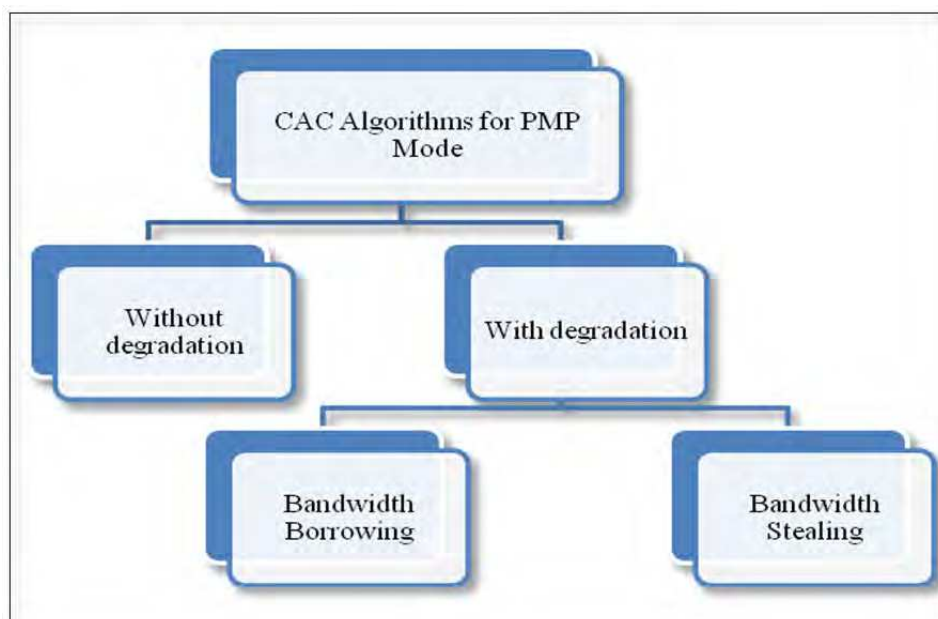 CAC Algorithms for PMP
Mode
Without
degradation
With degradation
Bandwidth
Borrowing
Bandwidth
Stealing